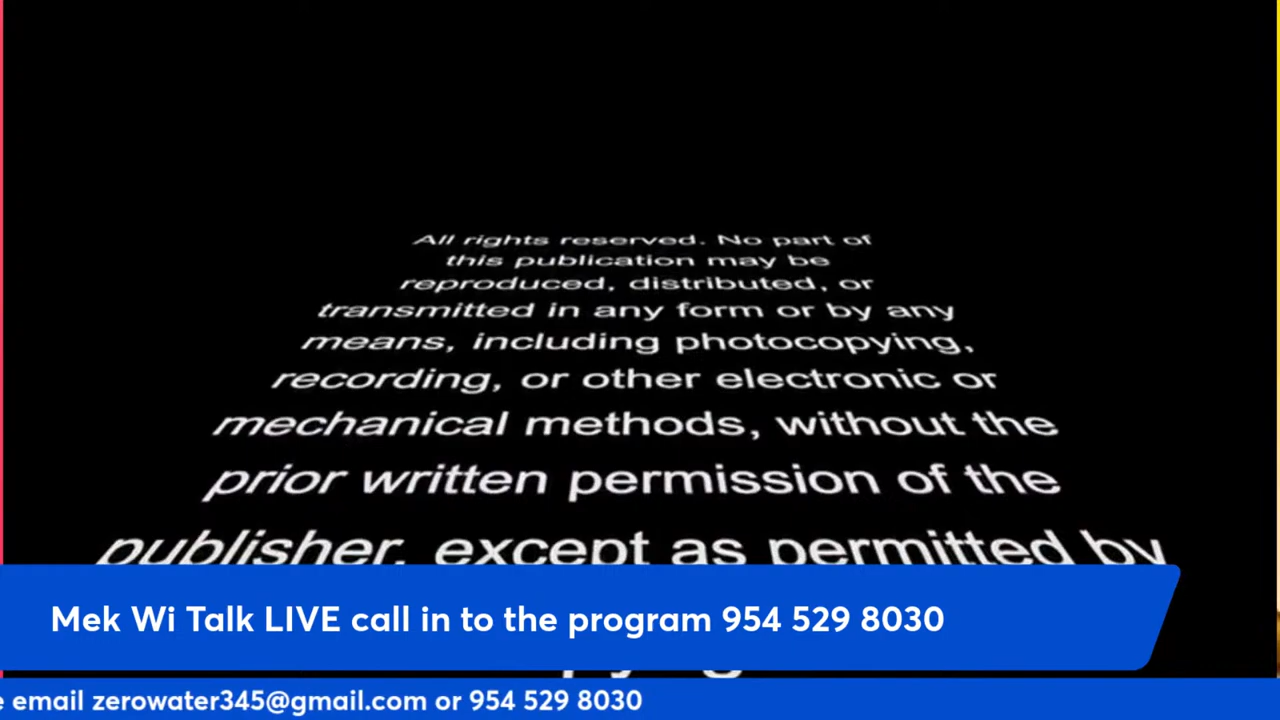 All rights reserved. No part of
this publication may be
reproduced, distributed, or
transmitted in any form or by any
means, including photocopying,
recording, or other electronic or
mechanical methods, without the
prior written permission of the
publisher, except as permitted by
Mek Wi Talk LIVE call in to the program 954 529 8030
email zerowater345@gmail.com or 954 529 8030